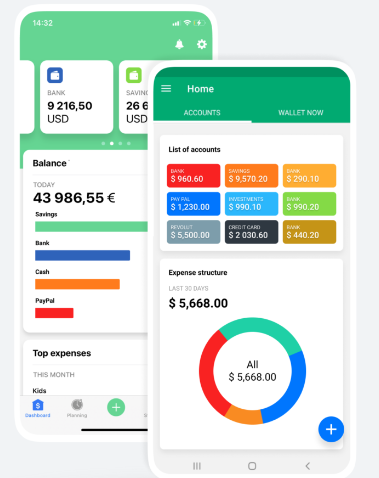 14:32
BANK
9 216,50
USD
SAVING
26 6
USD
Balance
TODAY
43 986,55 €
Savings
Bank
Cash
PayPal
Top expenses
THIS MONTH
Kids
Dashboard
Planning
Home
ACCOUNTS
WALLET NOW
List of accounts
BANK
$ 960.60
SAVINGS
$ 9,570.20
BANK
$ 290.10
PAY PAL
$ 1,230.00
INVESTMENTS
$ 990.10
BANK
$ 990.20
REVOLUT
$ 5,500.00
CREDIT CARD
$ 2 030.60
BANK
$ 440.20
Expense structure
LAST 30 DAYS
$ 5,668.00
All
$ 5,668.00